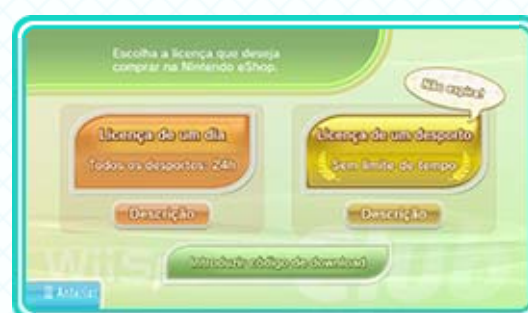 Escolha a licença que deseja
comprar na Nintendo eShop.
Não expira!
Licença de um dia
Todos os desportos: 24h
Licença de um desporto
Sem limite de tempo
Descrição
Descrição
Introduzir código de download
Anterior